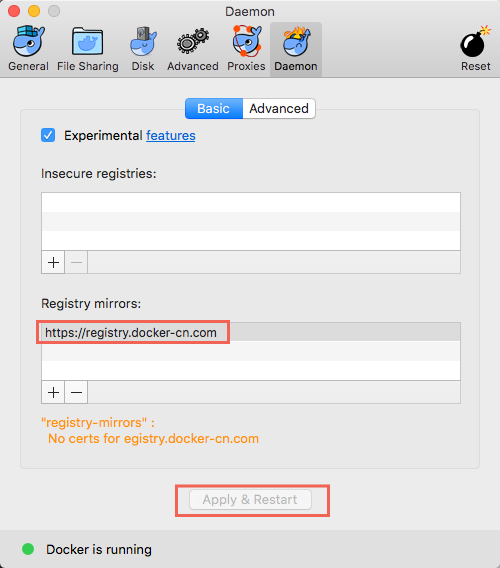 Daemon
General File Sharing Disk Advanced Proxies Daemon Reset
Basic Advanced
Experimental features
Insecure registries:
+ −
Registry mirrors:
https://registry.docker-cn.com
+ −
"registry-mirrors" :
No certs for egistry.docker-cn.com
Apply & Restart
Docker is running